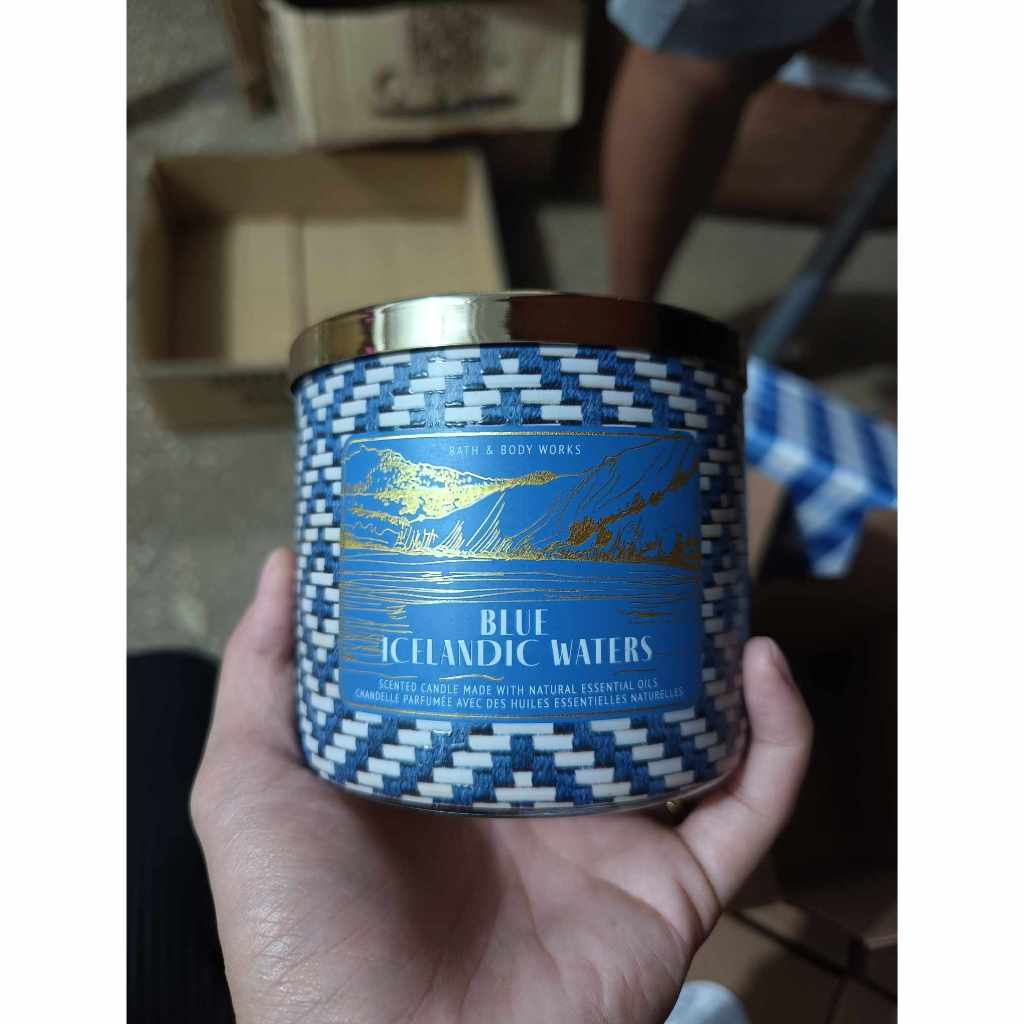 BATH & BODY WORKS
BLUE
ICELANDIC WATERS
SCENTED CANDLE MADE WITH NATURAL ESSENTIAL OILS
CHANDELLE PARFUMÉE AVEC DES HUILES ESSENTIELLES NATURELLES